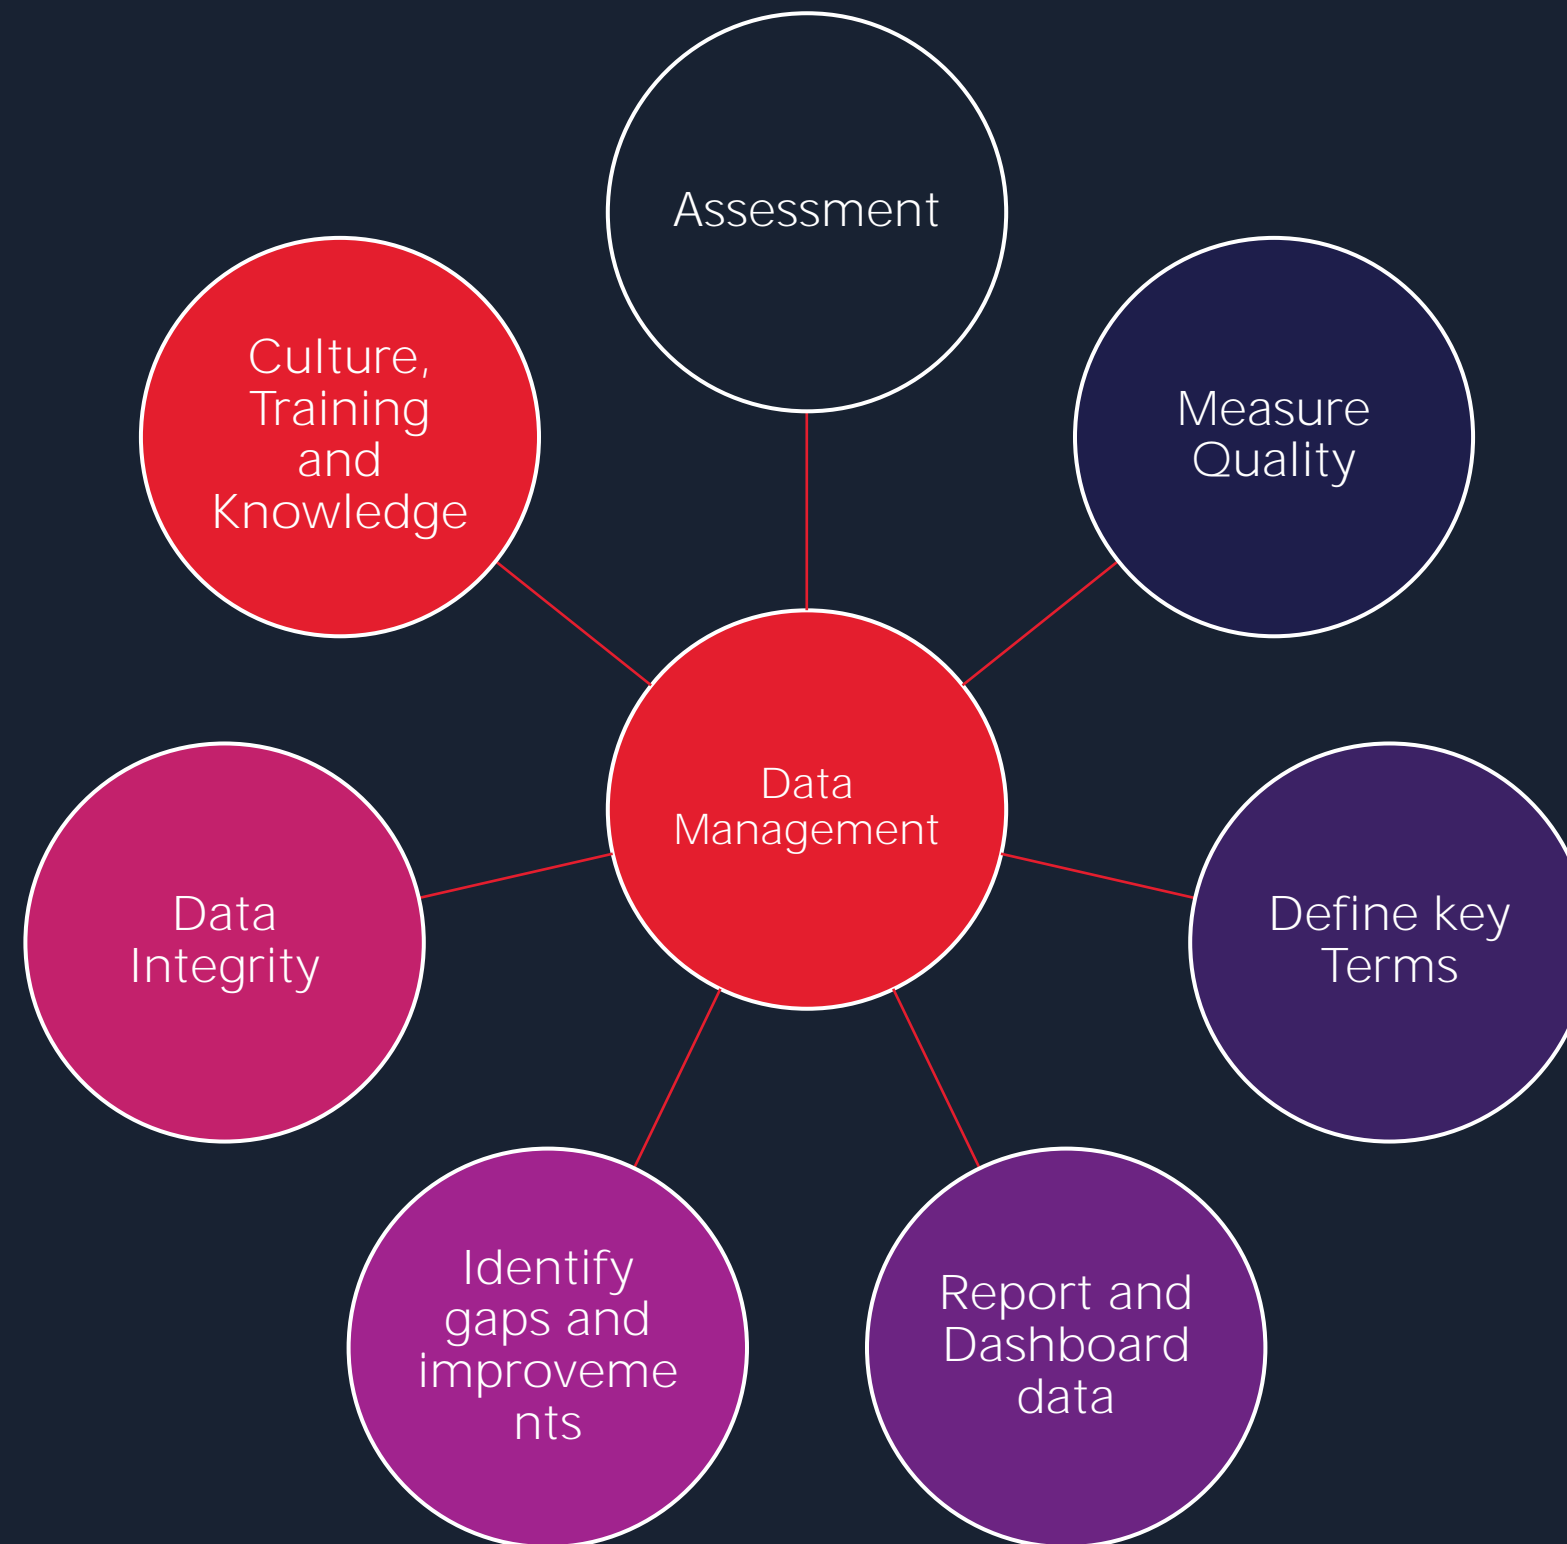 Assessment
Culture,
Training
and
Knowledge
Measure
Quality
Data
Management
Data
Integrity
Define key
Terms
Identify
gaps and
improveme
nts
Report and
Dashboard
data